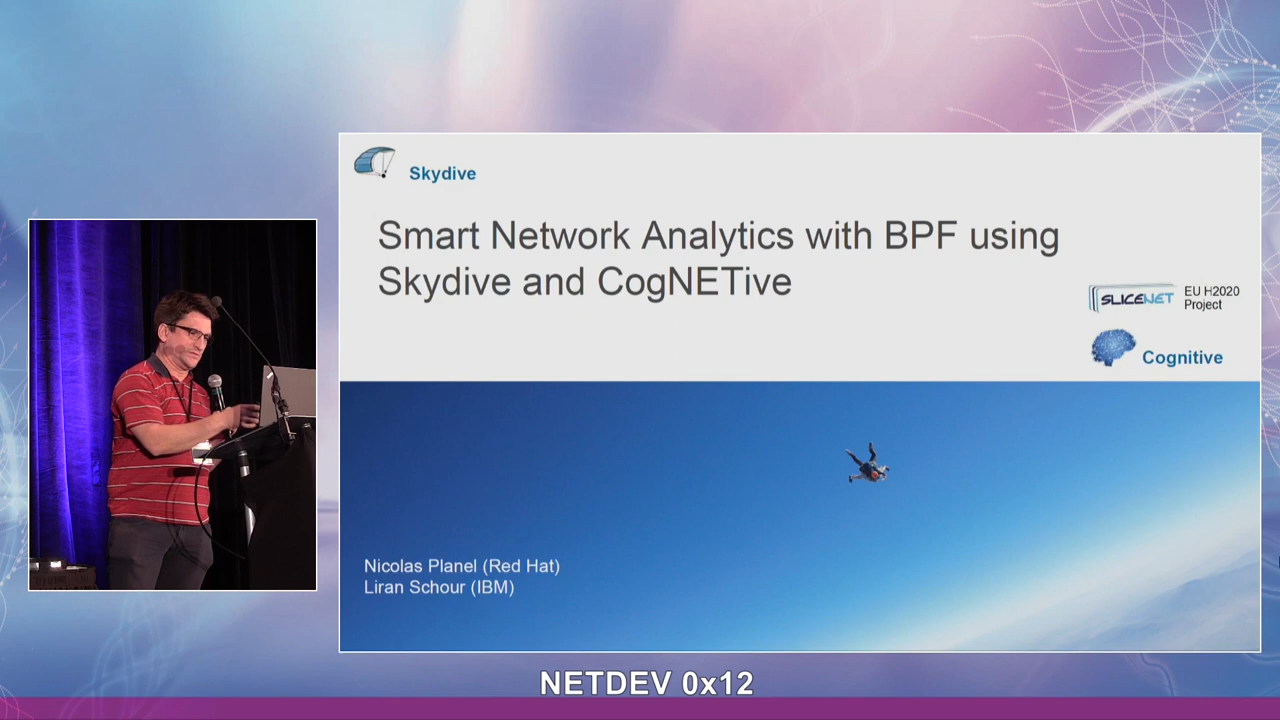 Skydive
Smart Network Analytics with BPF using
Skydive and CogNETive
SLICENET
EU H2020
Project
Cognitive
Nicolas Planel (Red Hat)
Liran Schour (IBM)
NETDEV 0x12